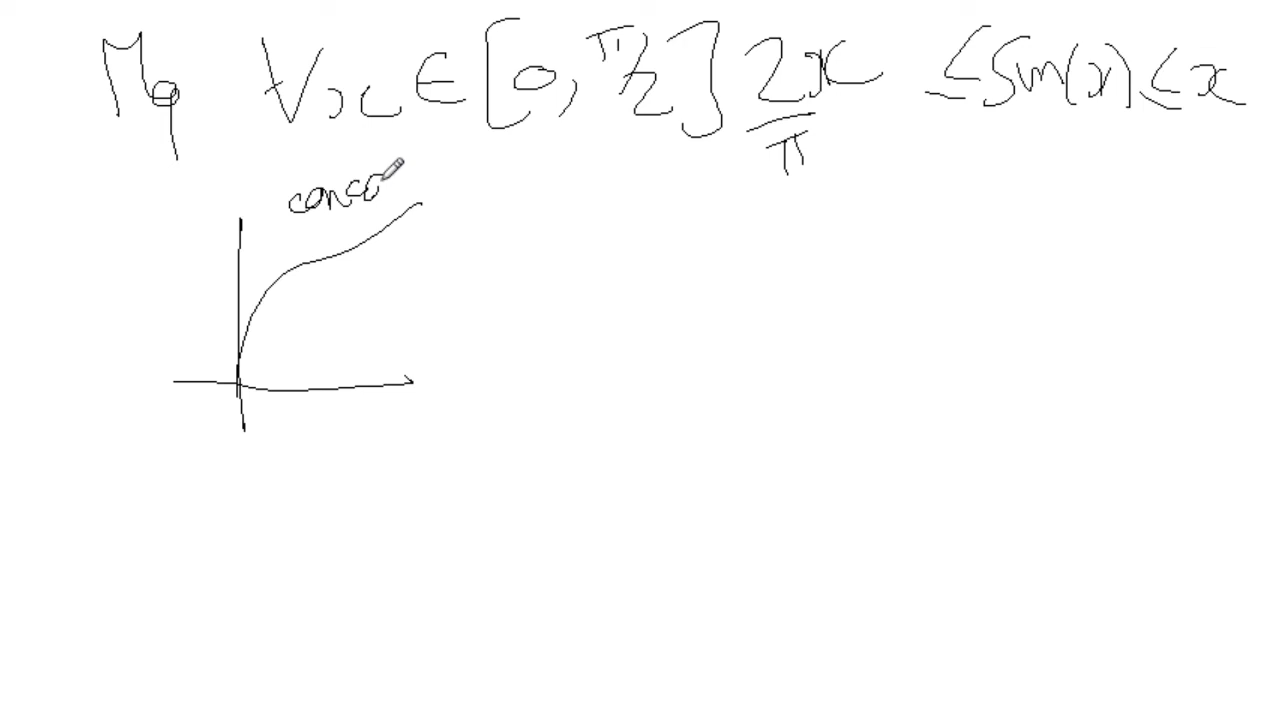 Mq ∀x ∈ [0, π/2] 2x/π ≤ Sin(x) ≤ x
conca